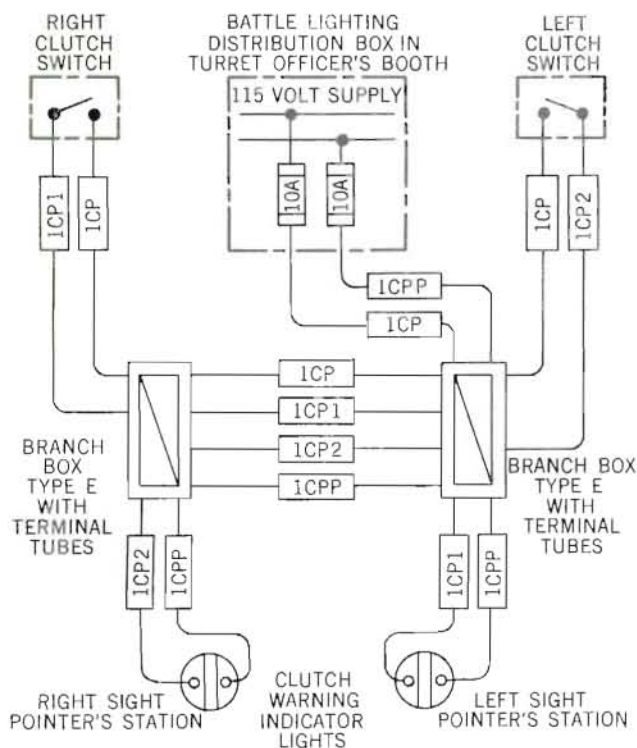 RIGHT
CLUTCH
SWITCH
BATTLE LIGHTING
DISTRIBUTION BOX IN
TURRET OFFICER'S BOOTH
LEFT
CLUTCH
SWITCH
115 VOLT SUPPLY
10A
10A
1CP1
1CP
1CP
1CP2
1CPP
1CP
1CP
1CP1
1CP2
1CPP
BRANCH
BOX
TYPE E
WITH
TERMINAL
TUBES
BRANCH BOX
TYPE E
WITH
TERMINAL
TUBES
1CP2
1CPP
1CP1
1CPP
RIGHT SIGHT
POINTER'S STATION
CLUTCH
WARNING
INDICATOR
LIGHTS
LEFT SIGHT
POINTER'S STATION